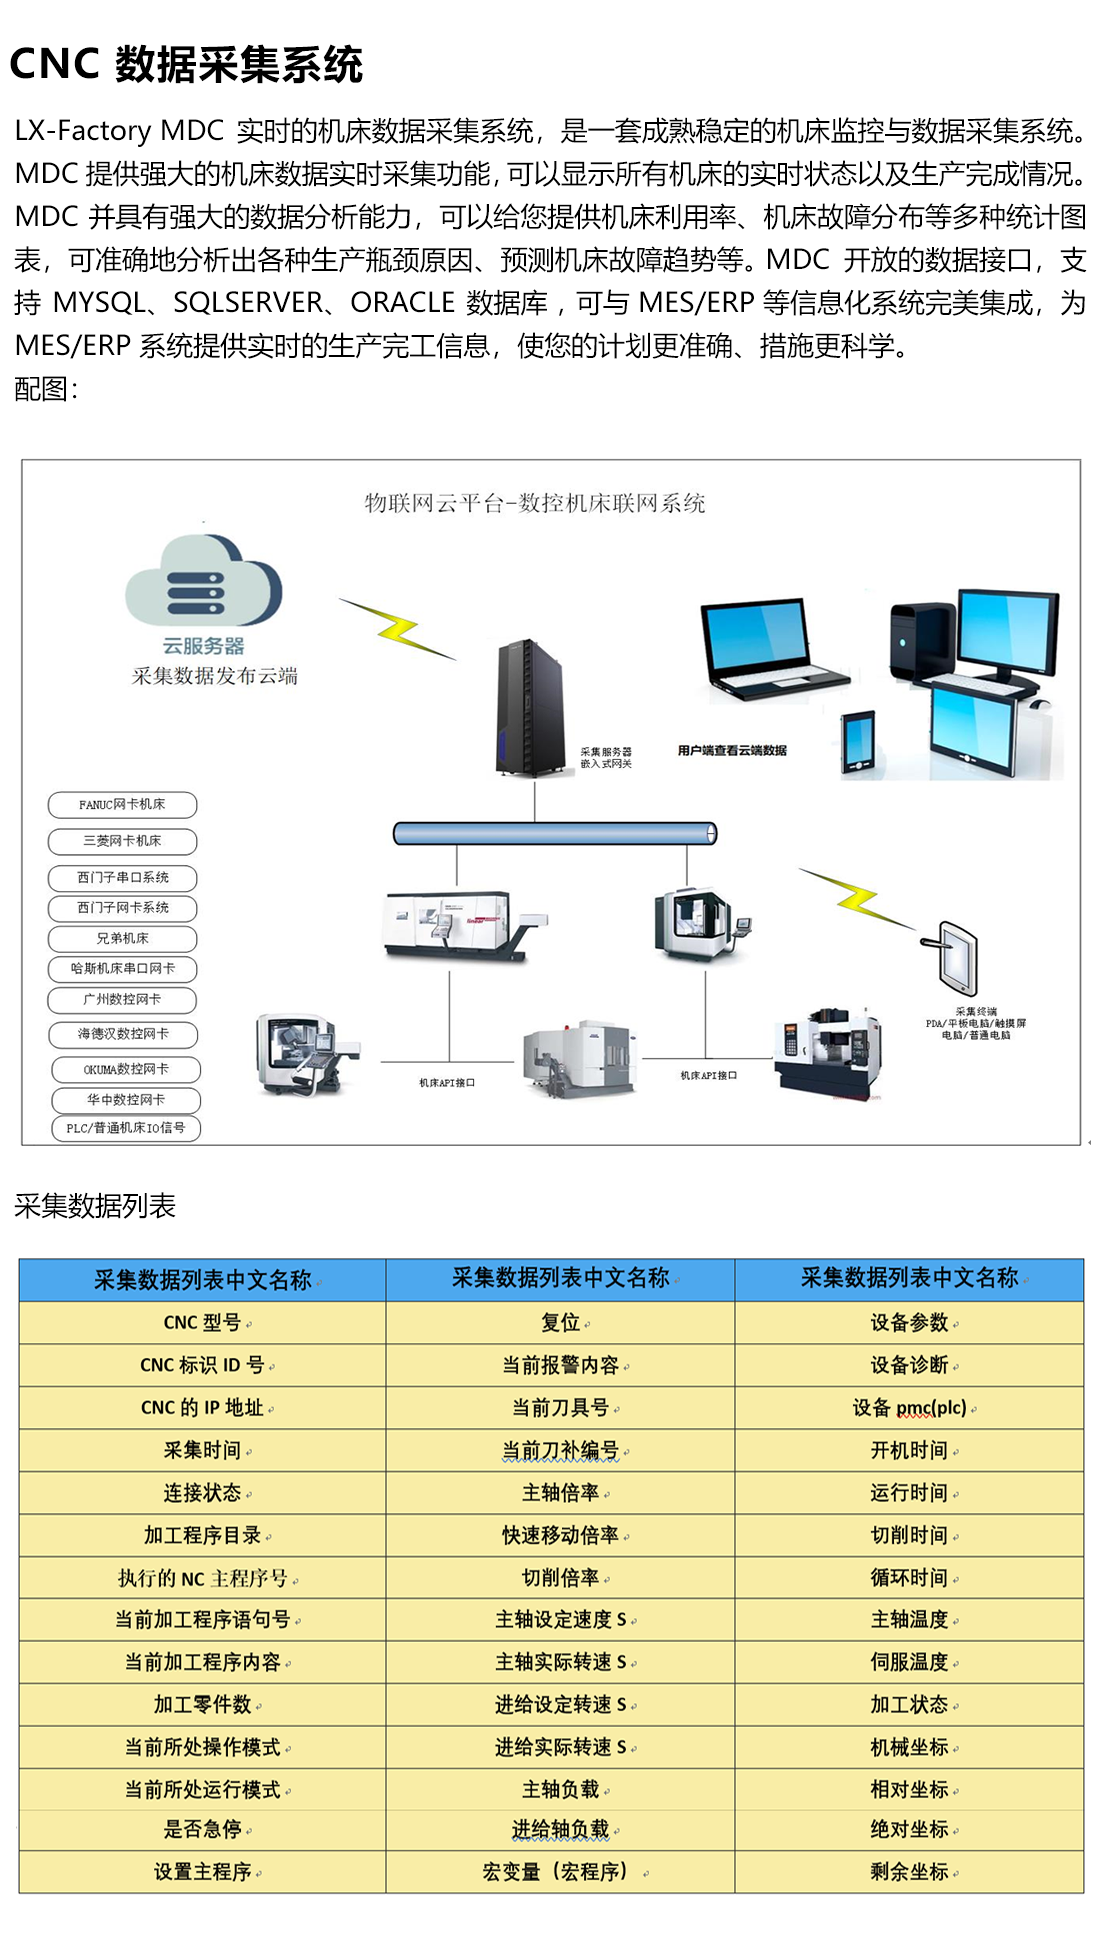 CNC 数据采集系统
LX-Factory MDC 实时的机床数据采集系统，是一套成熟稳定的机床监控与数据采集系统。
MDC 提供强大的机床数据实时采集功能，可以显示所有机床的实时状态以及生产完成情况。
MDC 并具有强大的数据分析能力，可以给您提供机床利用率、机床故障分布等多种统计图
表，可准确地分析出各种生产瓶颈原因、预测机床故障趋势等。MDC 开放的数据接口，支
持 MYSQL、SQLSERVER、ORACLE 数据库，可与 MES/ERP 等信息化系统完美集成，为
MES/ERP 系统提供实时的生产完工信息，使您的计划更准确、措施更科学。
配图：
物联网云平台-数控机床联网系统
云服务器
采集数据发布云端
采集服务器
嵌入式网关
用户端查看云端数据
FANUC网卡机床
三菱网卡机床
西门子串口系统
西门子网卡系统
兄弟机床
哈斯机床串口网卡
广州数控网卡
海德汉数控网卡
OKUMA数控网卡
华中数控网卡
PLC/普通机床IO信号
linear
机床API接口
机床API接口
采集终端
PDA/平板电脑/触摸屏
电脑/普通电脑
采集数据列表
采集数据列表中文名称 采集数据列表中文名称 采集数据列表中文名称
CNC 型号 复位 设备参数
CNC 标识 ID 号 当前报警内容 设备诊断
CNC 的 IP 地址 当前刀具号 设备 pmc(plc)
采集时间 当前刀补编号 开机时间
连接状态 主轴倍率 运行时间
加工程序目录 快速移动倍率 切削时间
执行的 NC 主程序号 切削倍率 循环时间
当前加工程序语句号 主轴设定速度 S 主轴温度
当前加工程序内容 主轴实际转速 S 伺服温度
加工零件数 进给设定转速 S 加工状态
当前所处操作模式 进给实际转速 S 机械坐标
当前所处运行模式 主轴负载 相对坐标
是否急停 进给轴负载 绝对坐标
设置主程序 宏变量（宏程序） 剩余坐标